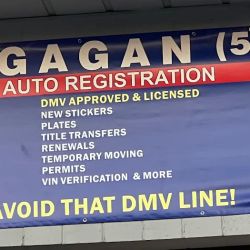 GAGAN (5
AUTO REGISTRATION
DMV APPROVED & LICENSED
NEW STICKERS
PLATES
TITLE TRANSFERS
RENEWALS
TEMPORARY MOVING
PERMITS
VIN VERIFICATION & MORE
AVOID THAT DMV LINE!